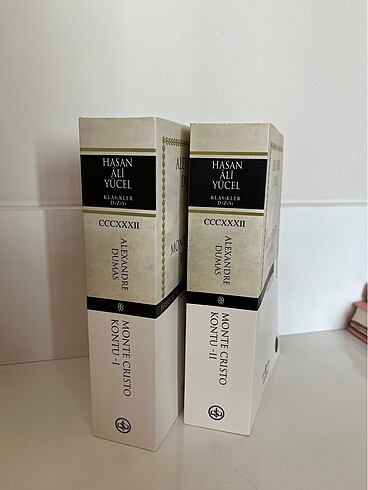 HASAN
ÂLİ
YÜCEL
KLASİKLER
DİZİSİ
CCCXXXII
ALEXANDRE
DUMAS
MONTE CRISTO
KONTU -I
HASAN
ÂLİ
YÜCEL
KLASİKLER
DİZİSİ
CCCXXXII
ALEXANDRE
DUMAS
MONTE CRISTO
KONTU -II